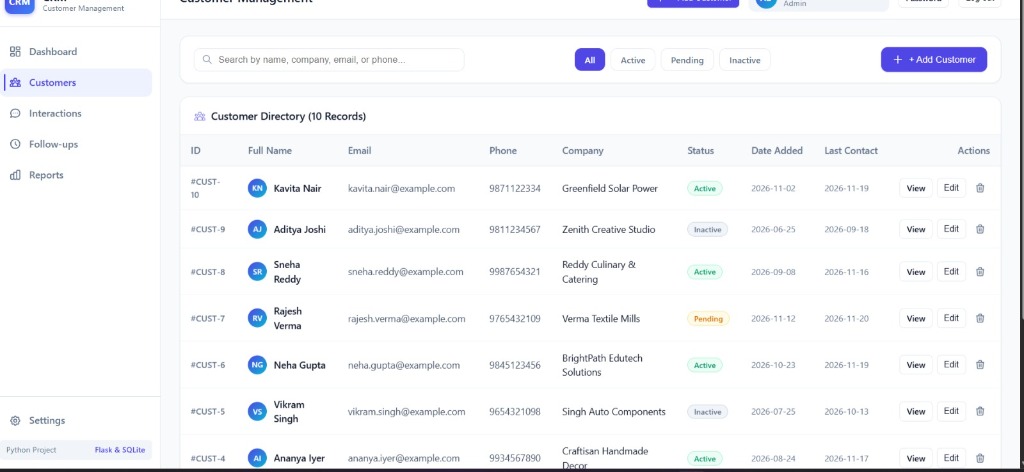 CRM
Customer Management
Customer Management
Admin
Dashboard
Customers
Interactions
Follow-ups
Reports
Settings
Python Project
Flask & SQLite
Search by name, company, email, or phone...
All
Active
Pending
Inactive
+ + Add Customer
Customer Directory (10 Records)
ID Full Name Email Phone Company Status Date Added Last Contact Actions
#CUST-
10 KN Kavita Nair kavita.nair@example.com 9871122334 Greenfield Solar Power Active 2026-11-02 2026-11-19 View Edit
#CUST-9 AJ Aditya Joshi aditya.joshi@example.com 9811234567 Zenith Creative Studio Inactive 2026-06-25 2026-09-18 View Edit
#CUST-8 SR Sneha Reddy sneha.reddy@example.com 9987654321 Reddy Culinary & Catering Active 2026-09-08 2026-11-16 View Edit
#CUST-7 RV Rajesh Verma rajesh.verma@example.com 9765432109 Verma Textile Mills Pending 2026-11-12 2026-11-20 View Edit
#CUST-6 NG Neha Gupta neha.gupta@example.com 9845123456 BrightPath Edutech Solutions Active 2026-10-23 2026-11-19 View Edit
#CUST-5 VS Vikram Singh vikram.singh@example.com 9654321098 Singh Auto Components Inactive 2026-07-25 2026-10-13 View Edit
#CUST-4 AI Ananya Iyer ananya.iyer@example.com 9934567890 Craftisan Handmade Decor Active 2026-08-24 2026-11-17 View Edit